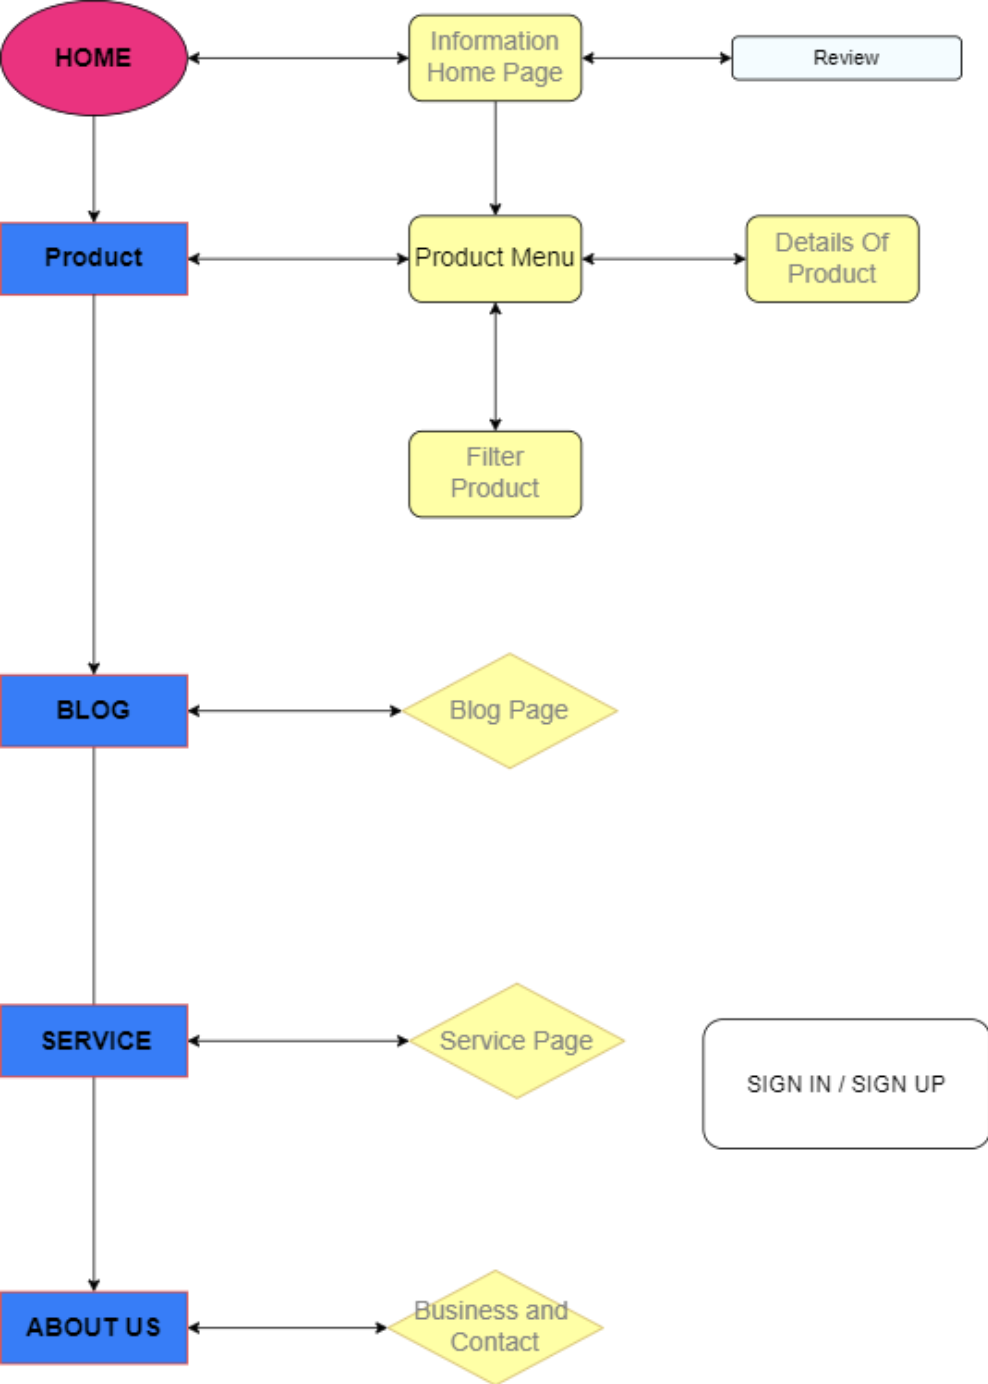 HOME
Information
Home Page
Review
Product
Product Menu
Details Of
Product
Filter
Product
BLOG
Blog Page
SERVICE
Service Page
SIGN IN / SIGN UP
ABOUT US
Business and
Contact